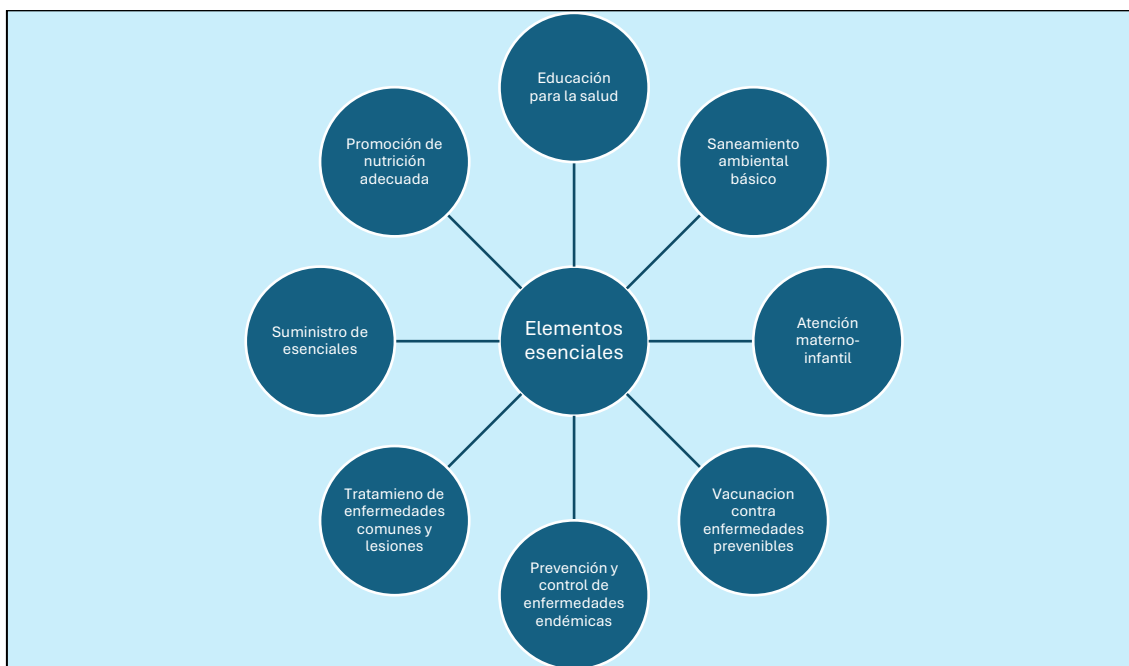 Educación
para la salud
Saneamiento
ambiental
básico
Atención
materno-
infantil
Vacunacion
contra
enfermedades
prevenibles
Prevención y
control de
enfermedades
endémicas
Tratamieno de
enfermedades
comunes y
lesiones
Suministro de
esenciales
Promoción de
nutrición
adecuada
Elementos
esenciales